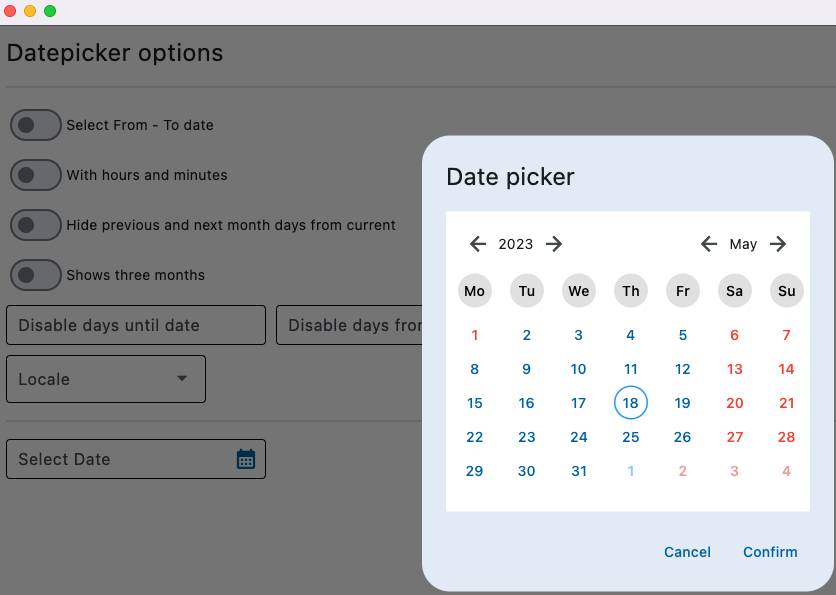 Datepicker options
Select From - To date
With hours and minutes
Hide previous and next month days from current
Shows three months
Disable days until date
Disable days from
Locale
Select Date
Date picker
2023 May
Mo Tu We Th Fr Sa Su
1 2 3 4 5 6 7
8 9 10 11 12 13 14
15 16 17 18 19 20 21
22 23 24 25 26 27 28
29 30 31 1 2 3 4
Cancel Confirm